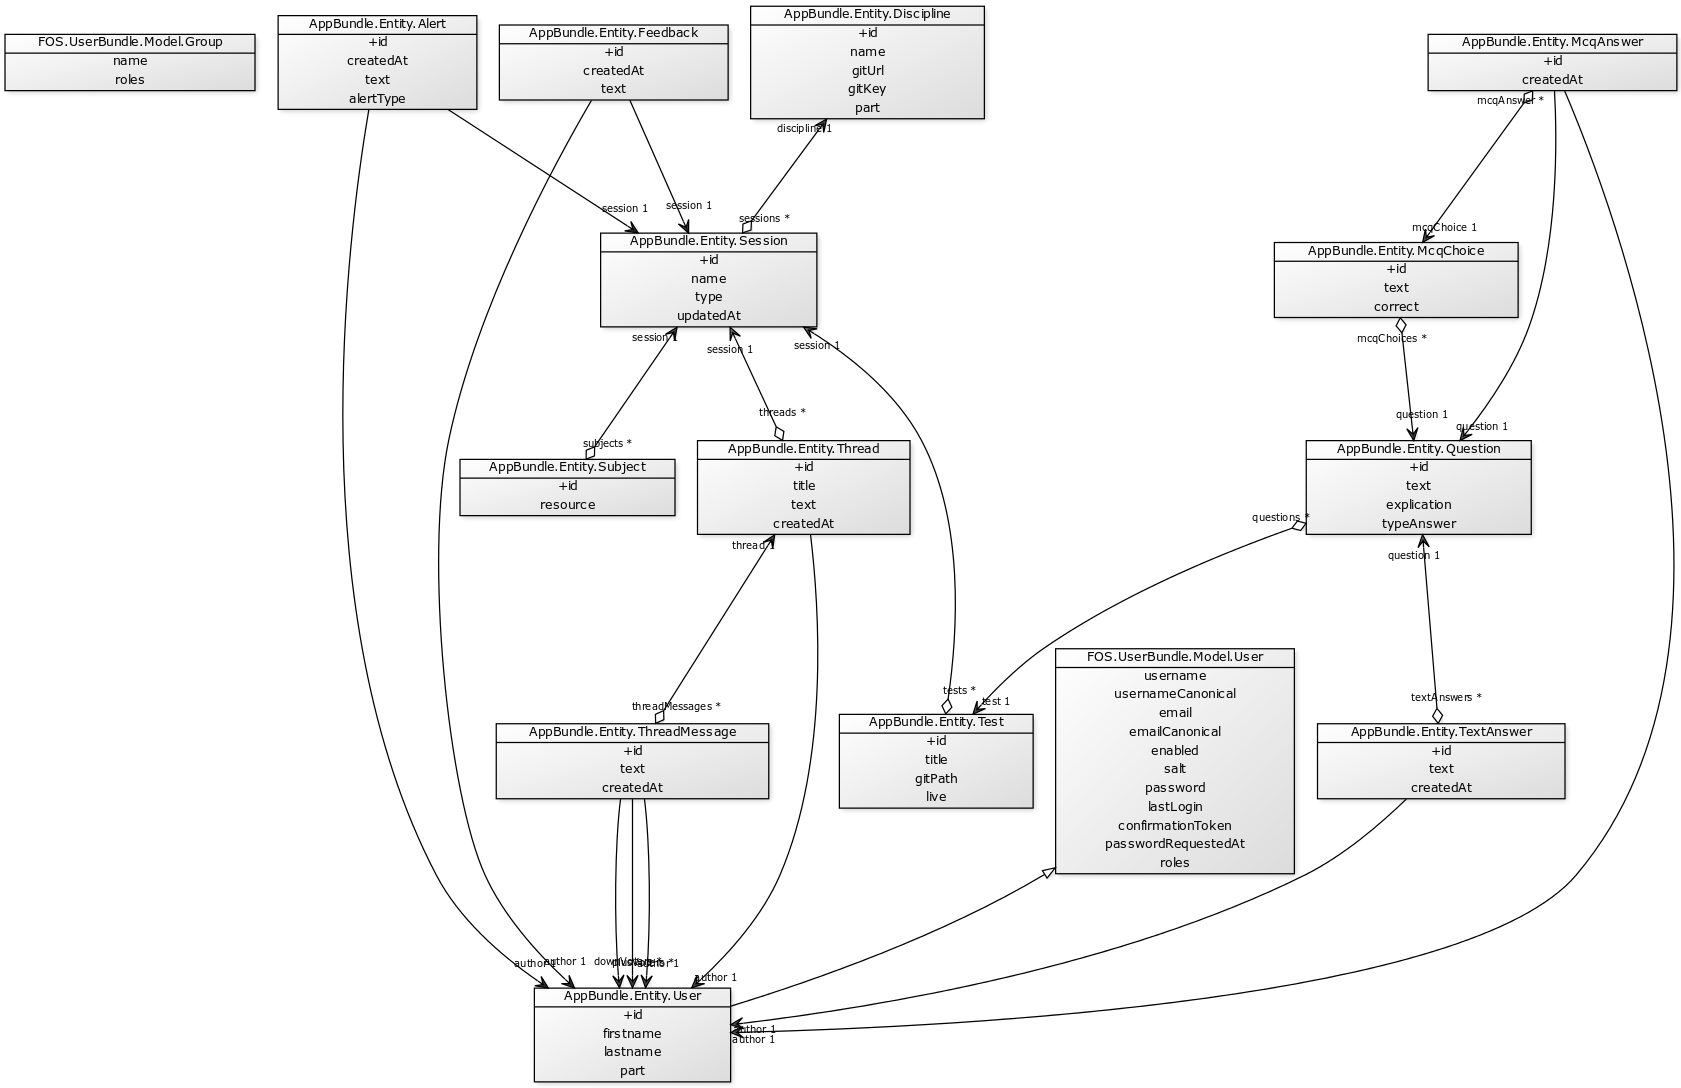 FOS.UserBundle.Model.Group
name
roles
AppBundle.Entity.Alert
+id
createdAt
text
alertType
AppBundle.Entity.Feedback
+id
createdAt
text
AppBundle.Entity.Discipline
+id
name
gitUrl
gitKey
part
AppBundle.Entity.McqAnswer
+id
createdAt
discipline 1
mcqAnswer *
session 1
session 1
sessions *
mcqChoice 1
AppBundle.Entity.Session
+id
name
type
updatedAt
AppBundle.Entity.McqChoice
+id
text
correct
session 1
session 1
session 1
mcqChoices *
threads *
question 1
question 1
subjects *
AppBundle.Entity.Subject
+id
resource
AppBundle.Entity.Thread
+id
title
text
createdAt
AppBundle.Entity.Question
+id
text
explication
typeAnswer
questions *
thread 1
question 1
FOS.UserBundle.Model.User
username
usernameCanonical
email
emailCanonical
enabled
salt
password
lastLogin
confirmationToken
passwordRequestedAt
roles
threadMessages *
tests *
test 1
textAnswers *
AppBundle.Entity.ThreadMessage
+id
text
createdAt
AppBundle.Entity.Test
+id
title
gitPath
live
AppBundle.Entity.TextAnswer
+id
text
createdAt
author 1
author 1
author 1
author 1
AppBundle.Entity.User
+id
firstname
lastname
part
author 1
author 1